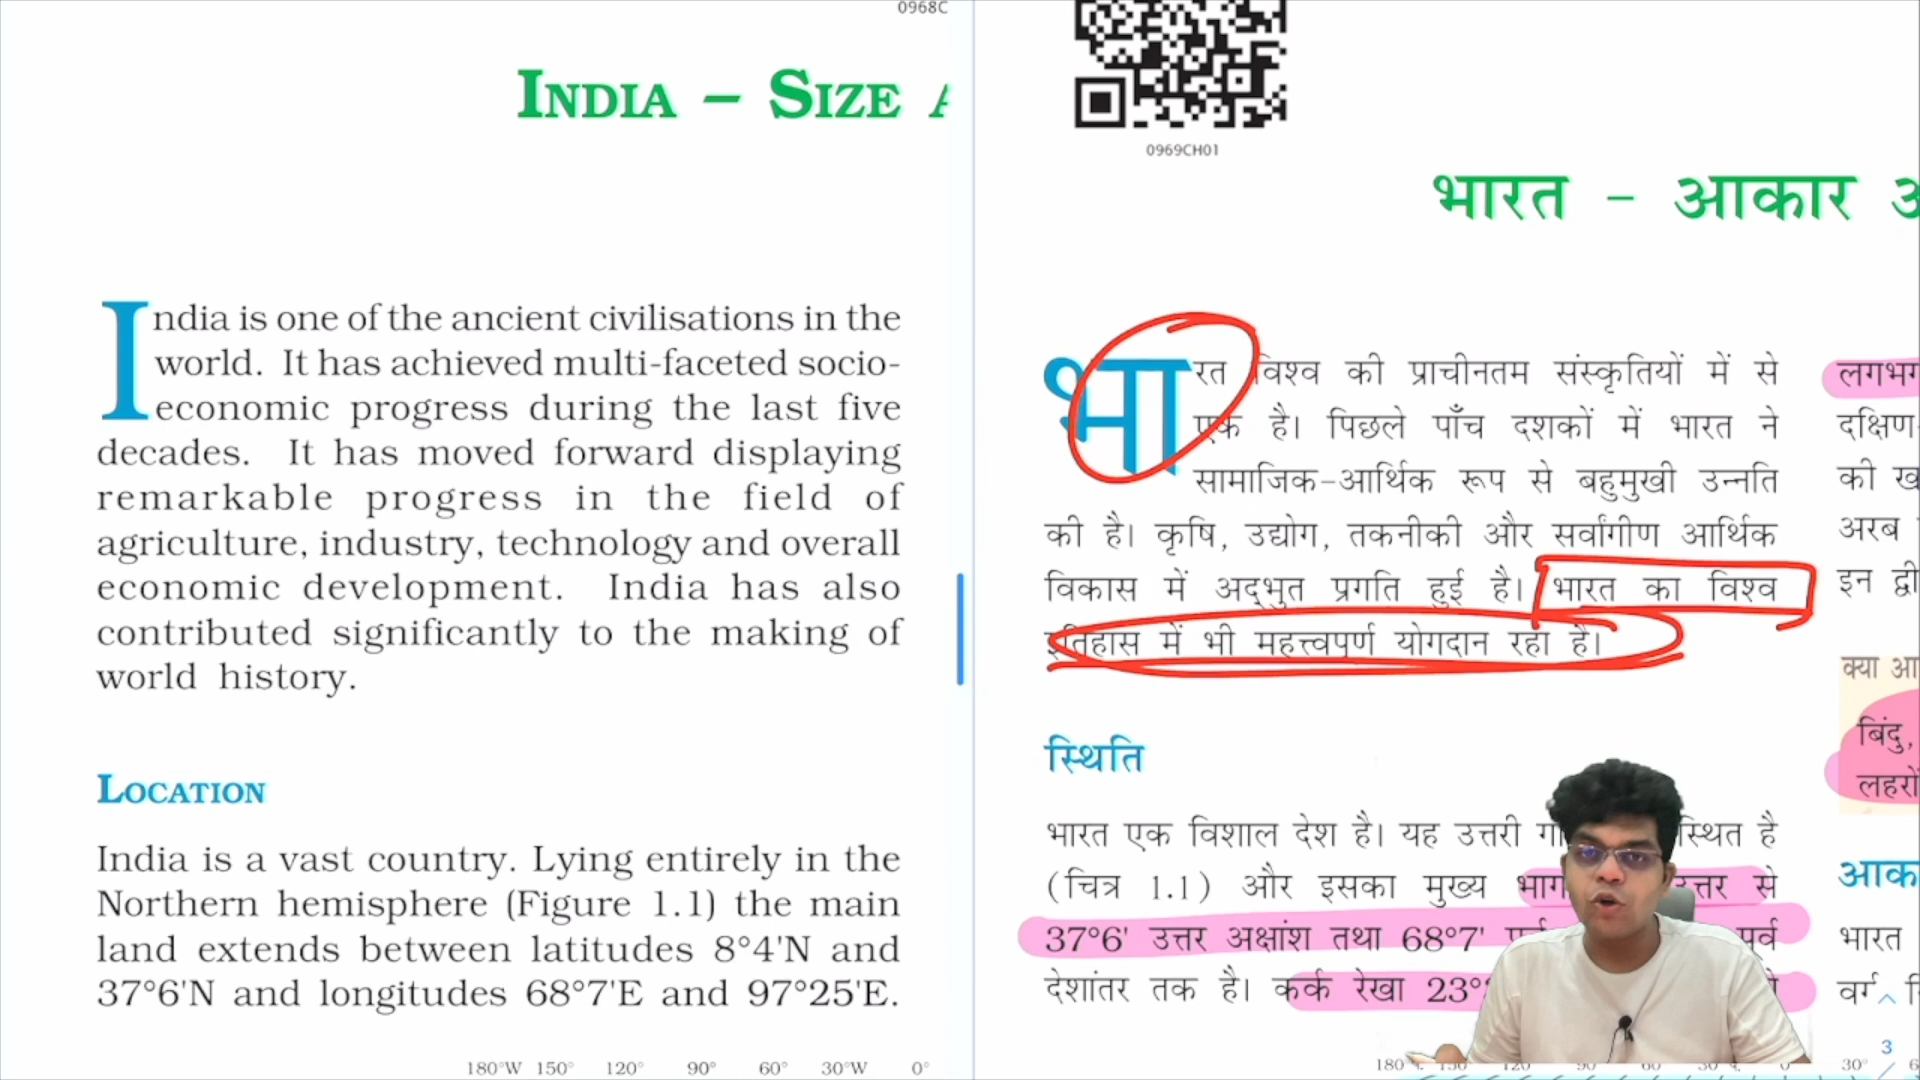 0968C
INDIA – SIZE
India is one of the ancient civilisations in the
world. It has achieved multi-faceted socio-
economic progress during the last five
decades. It has moved forward displaying
remarkable progress in the field of
agriculture, industry, technology and overall
economic development. India has also
contributed significantly to the making of
world history.
LOCATION
India is a vast country. Lying entirely in the
Northern hemisphere (Figure 1.1) the main
land extends between latitudes 8°4'N and
37°6'N and longitudes 68°7'E and 97°25'E.
180°W 150° 120° 90° 60° 30°W 0°
0969CH01
भारत – आकार
भारत विश्व की प्राचीनतम संस्कृतियों में से
एक है। पिछले पाँच दशकों में भारत ने
सामाजिक-आर्थिक रूप से बहुमुखी उन्नति
की है। कृषि, उद्योग, तकनीकी और सर्वांगीण आर्थिक
विकास में अद्भुत प्रगति हुई है। भारत का विश्व
इतिहास में भी महत्त्वपूर्ण योगदान रहा है।
स्थिति
भारत एक विशाल देश है। यह उत्तरी स्थित है
(चित्र 1.1) और इसका मुख्य भाग उत्तर से
37°6' उत्तर अक्षांश तथा 68°7' पूर्व
देशांतर तक है। कर्क रेखा 23°
लगभग
दक्षिण
की
अरब
इन
क्या
बिंदु,
लहरों
भारत
वर्ग
3
30°